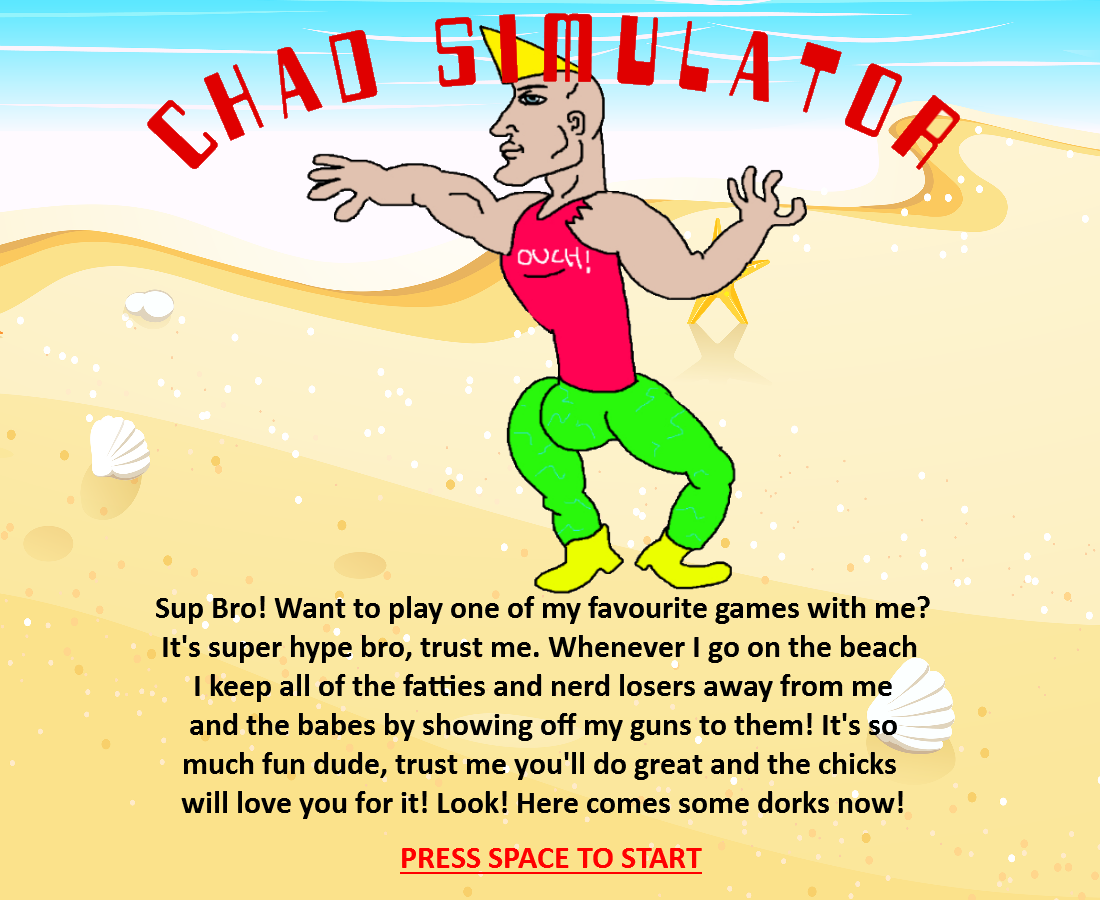 CHAD SIMULATOR
OUCH!
Sup Bro! Want to play one of my favourite games with me?
It's super hype bro, trust me. Whenever I go on the beach
I keep all of the fatties and nerd losers away from me
and the babes by showing off my guns to them! It's so
much fun dude, trust me you'll do great and the chicks
will love you for it! Look! Here comes some dorks now!
PRESS SPACE TO START